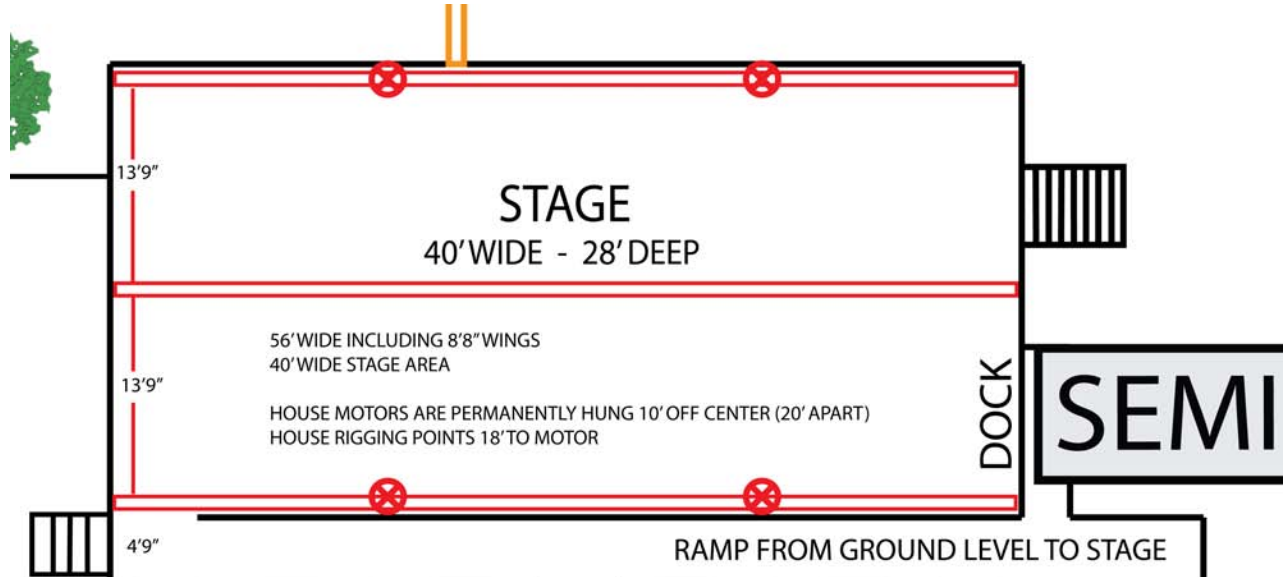 13'9"
STAGE
40' WIDE - 28' DEEP
56' WIDE INCLUDING 8'8" WINGS
40' WIDE STAGE AREA
13'9"
HOUSE MOTORS ARE PERMANENTLY HUNG 10' OFF CENTER (20' APART)
HOUSE RIGGING POINTS 18' TO MOTOR
DOCK
SEMI
4'9"
RAMP FROM GROUND LEVEL TO STAGE